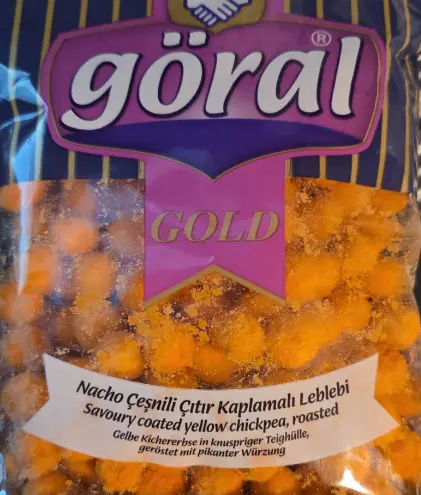 göral®
GOLD
Nacho Çeşnili Çıtır Kaplamalı Leblebi
Savoury coated yellow chickpea, roasted
Gelbe Kichererbse in knuspriger Teighülle,
geröstet mit pikanter Würzung